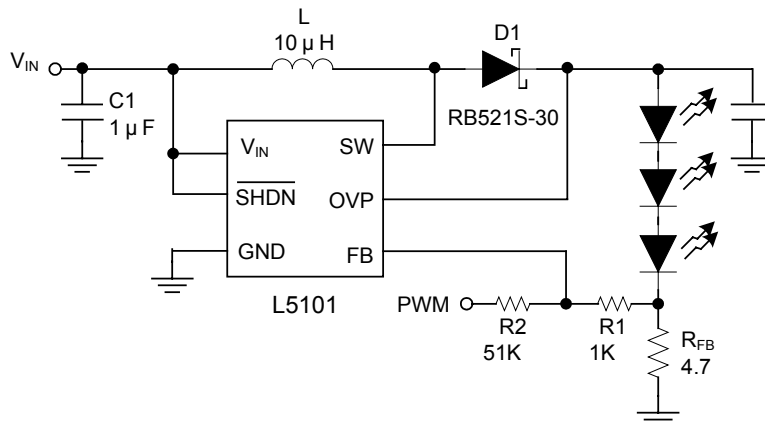 L
10 µ H
D1
V_IN
C1
1 µ F
RB521S-30
V_IN
SW
SHDN
OVP
GND
FB
L5101
PWM
R2
51K
R1
1K
R_FB
4.7